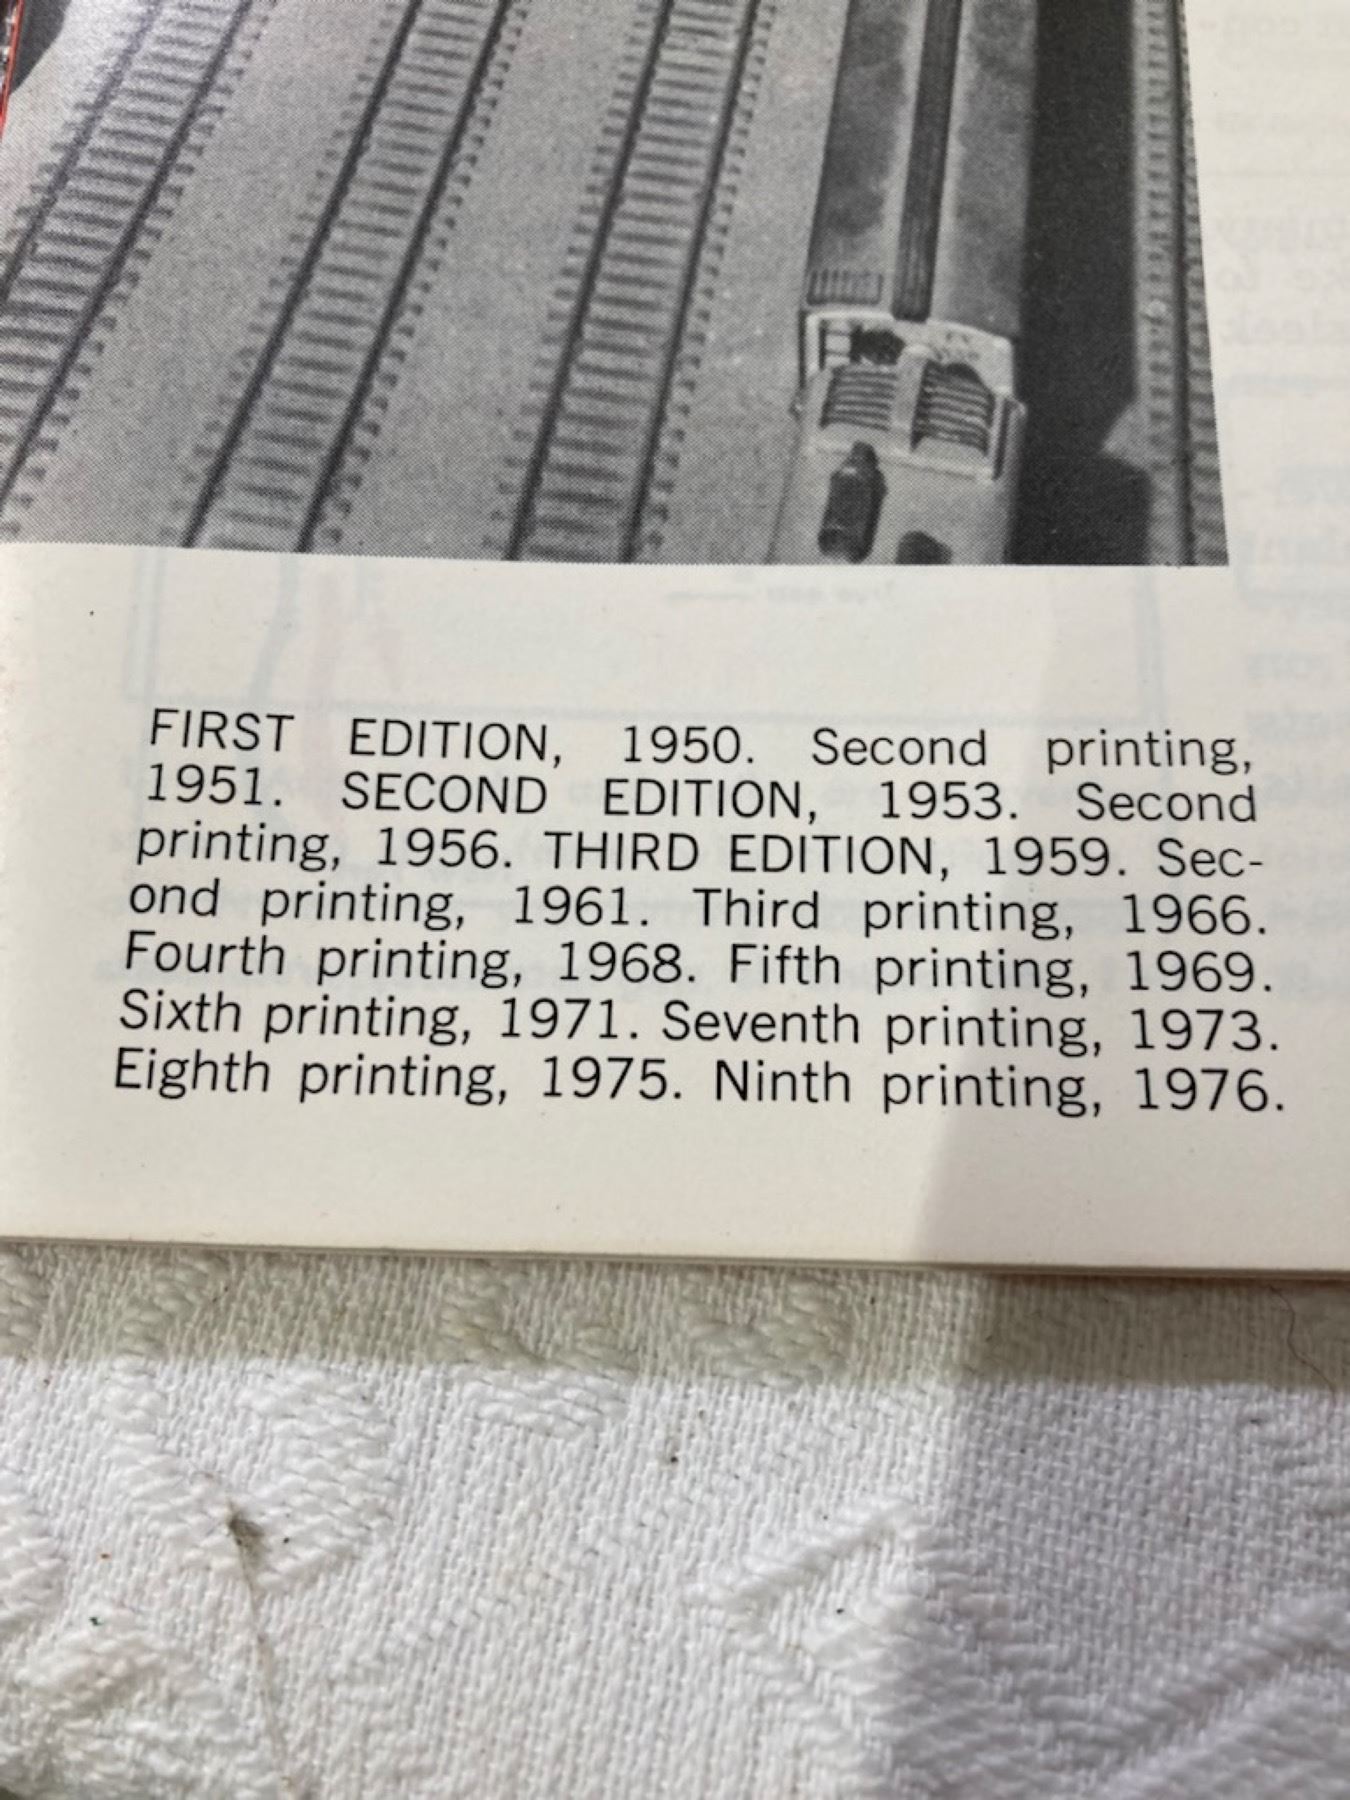 FIRST EDITION, 1950. Second printing,
1951. SECOND EDITION, 1953. Second
printing, 1956. THIRD EDITION, 1959. Sec-
ond printing, 1961. Third printing, 1966.
Fourth printing, 1968. Fifth printing, 1969.
Sixth printing, 1971. Seventh printing, 1973.
Eighth printing, 1975. Ninth printing, 1976.